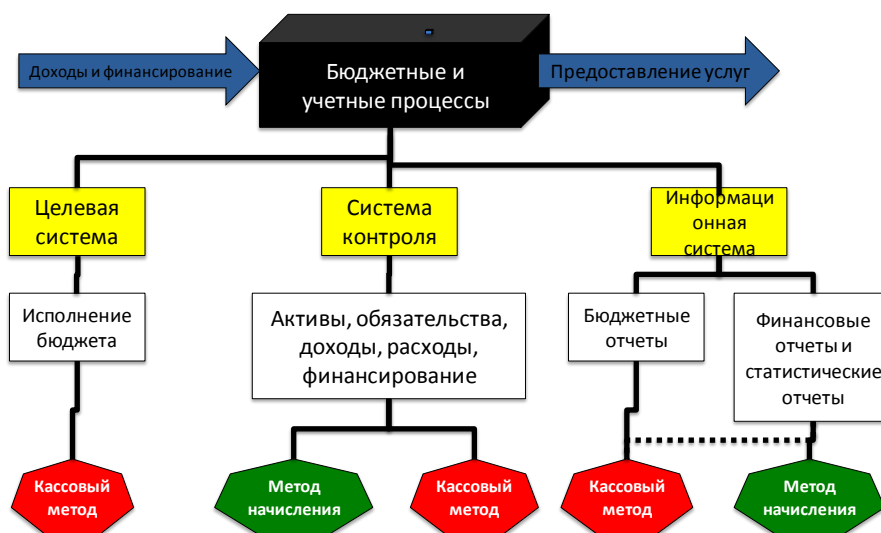 Доходы и финансирование
Бюджетные и
учетные процессы
Предоставление услуг
Целевая
система
Система
контроля
Информаци
онная
система
Исполнение
бюджета
Активы, обязательства,
доходы, расходы,
финансирование
Бюджетные
отчеты
Финансовые
отчеты и
статистические
отчеты
Кассовый
метод
Метод
начисления
Кассовый
метод
Кассовый
метод
Метод
начисления